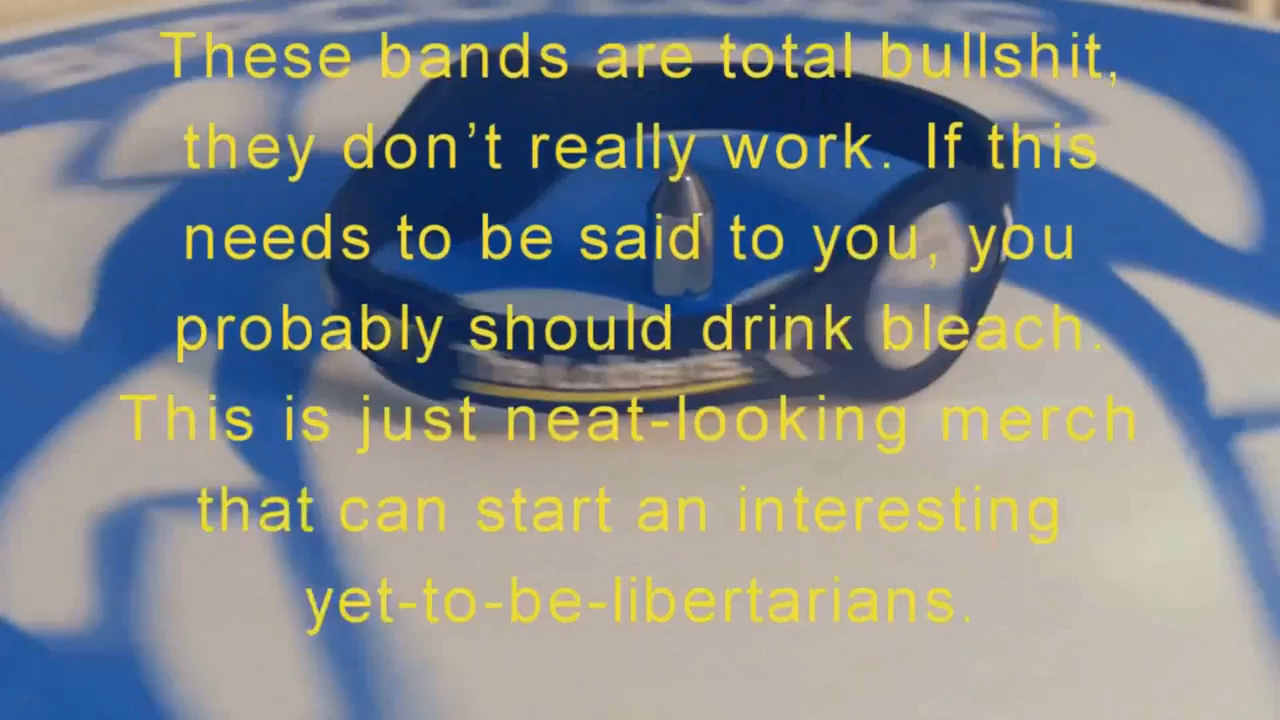 These bands are total bullshit,
they don’t really work. If this
needs to be said to you, you
probably should drink bleach.
This is just neat-looking merch
that can start an interesting
yet-to-be-libertarians.